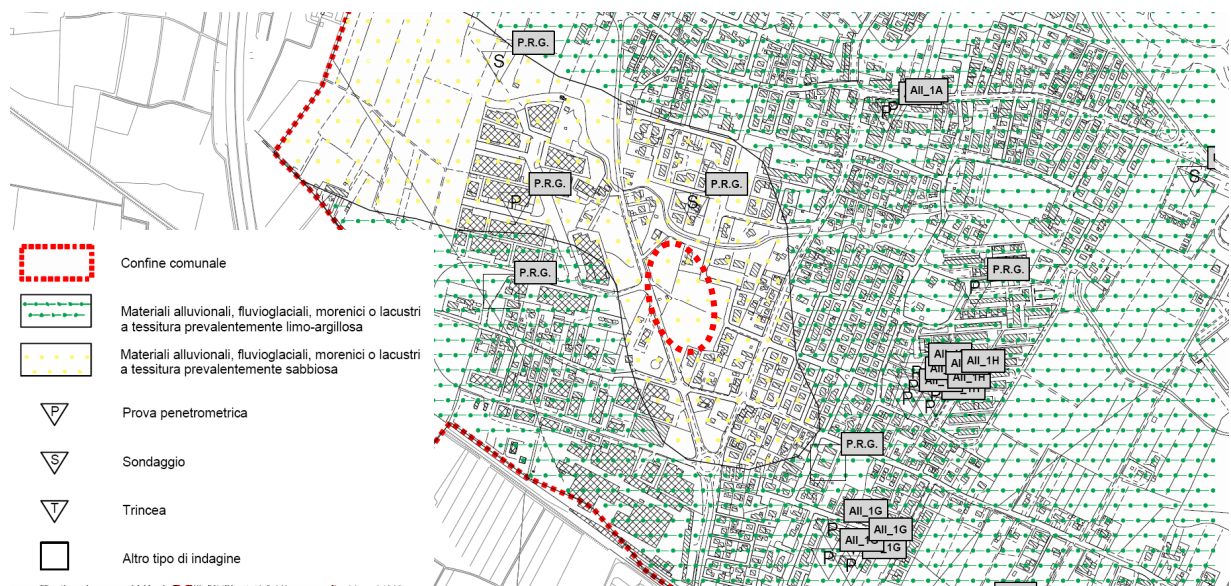 P.R.G.
S
All_1A
P
P
P.R.G.
P.R.G.
S
P
S
P.R.G.
P.R.G.
P
Confine comunale
Materiali alluvionali, fluvioglaciali, morenici o lacustri
a tessitura prevalentemente limo-argillosa
Materiali alluvionali, fluvioglaciali, morenici o lacustri
a tessitura prevalentemente sabbiosa
P
Prova penetrometrica
S
Sondaggio
T
Trincea
Altro tipo di indagine
All_1H
All_1H
P
P
P
P
P.R.G.
All_1G
All_1G
P
P
P